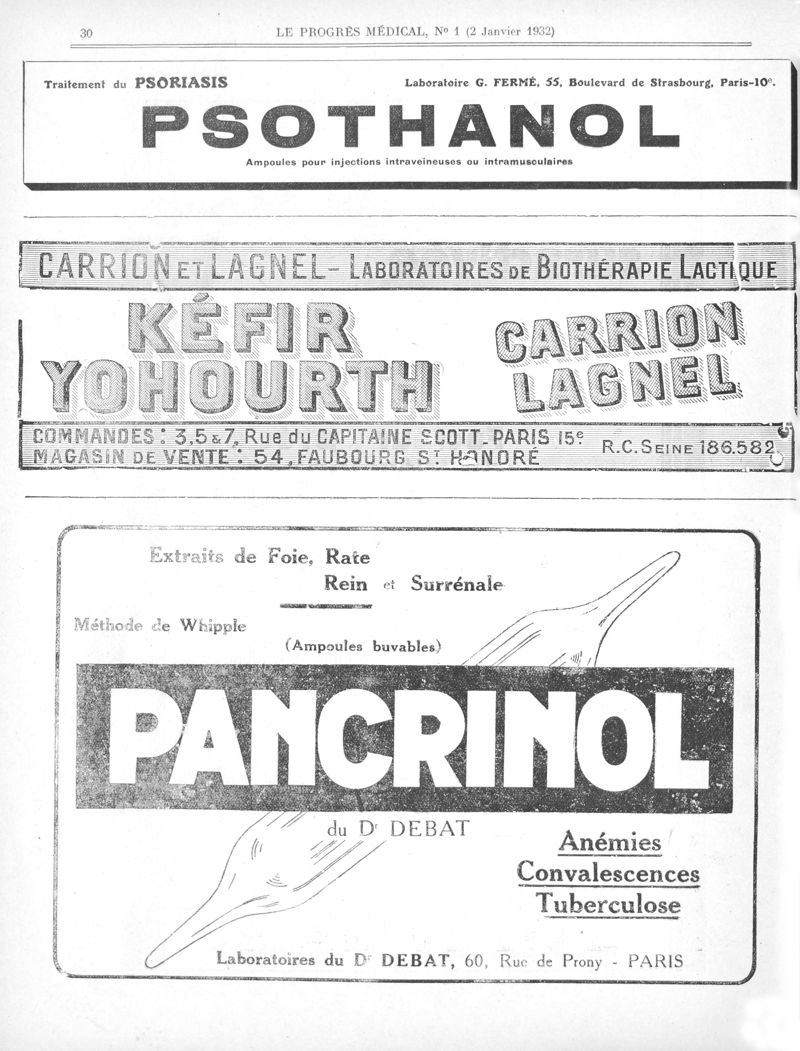 30
LE PROGRÈS MÉDICAL, No 1 (2 Janvier 1932)
Traitement du PSORIASIS
Laboratoire G. FERMÉ, 55, Boulevard de Strasbourg, Paris-10e.
PSOTHANOL
Ampoules pour injections intraveineuses ou intramusculaires
CARRION ET LAGNEL - LABORATOIRES DE BIOTHÉRAPIE LACTIQUE
KÉFIR
YOHOURTH
CARRION
LAGNEL
COMMANDES : 3,5 & 7, Rue du CAPITAINE SCOTT_PARIS 15e
MAGASIN DE VENTE : 54, FAUBOURG ST HONORÉ
R.C. SEINE 186.582
Extraits de Foie, Rate
Rein et Surrénale
Méthode de Whipple
(Ampoules buvables)
PANCRINOL
du Dr DEBAT
Anémies
Convalescences
Tuberculose
Laboratoires du Dr DEBAT, 60, Rue de Prony - PARIS